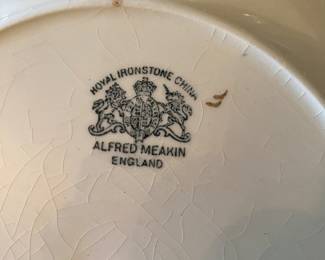 ROYAL IRONSTONE CHINA
ALFRED MEAKIN
ENGLAND